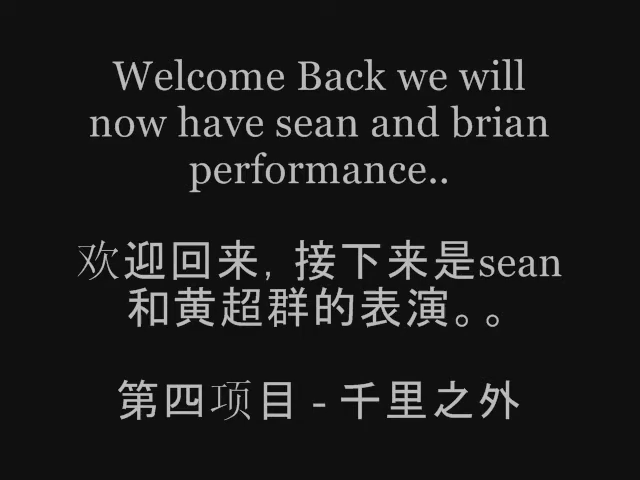 Welcome Back we will
now have sean and brian
performance..
欢迎回来, 接下来是sean
和黄超群的表演。。
第四项目 - 千里之外